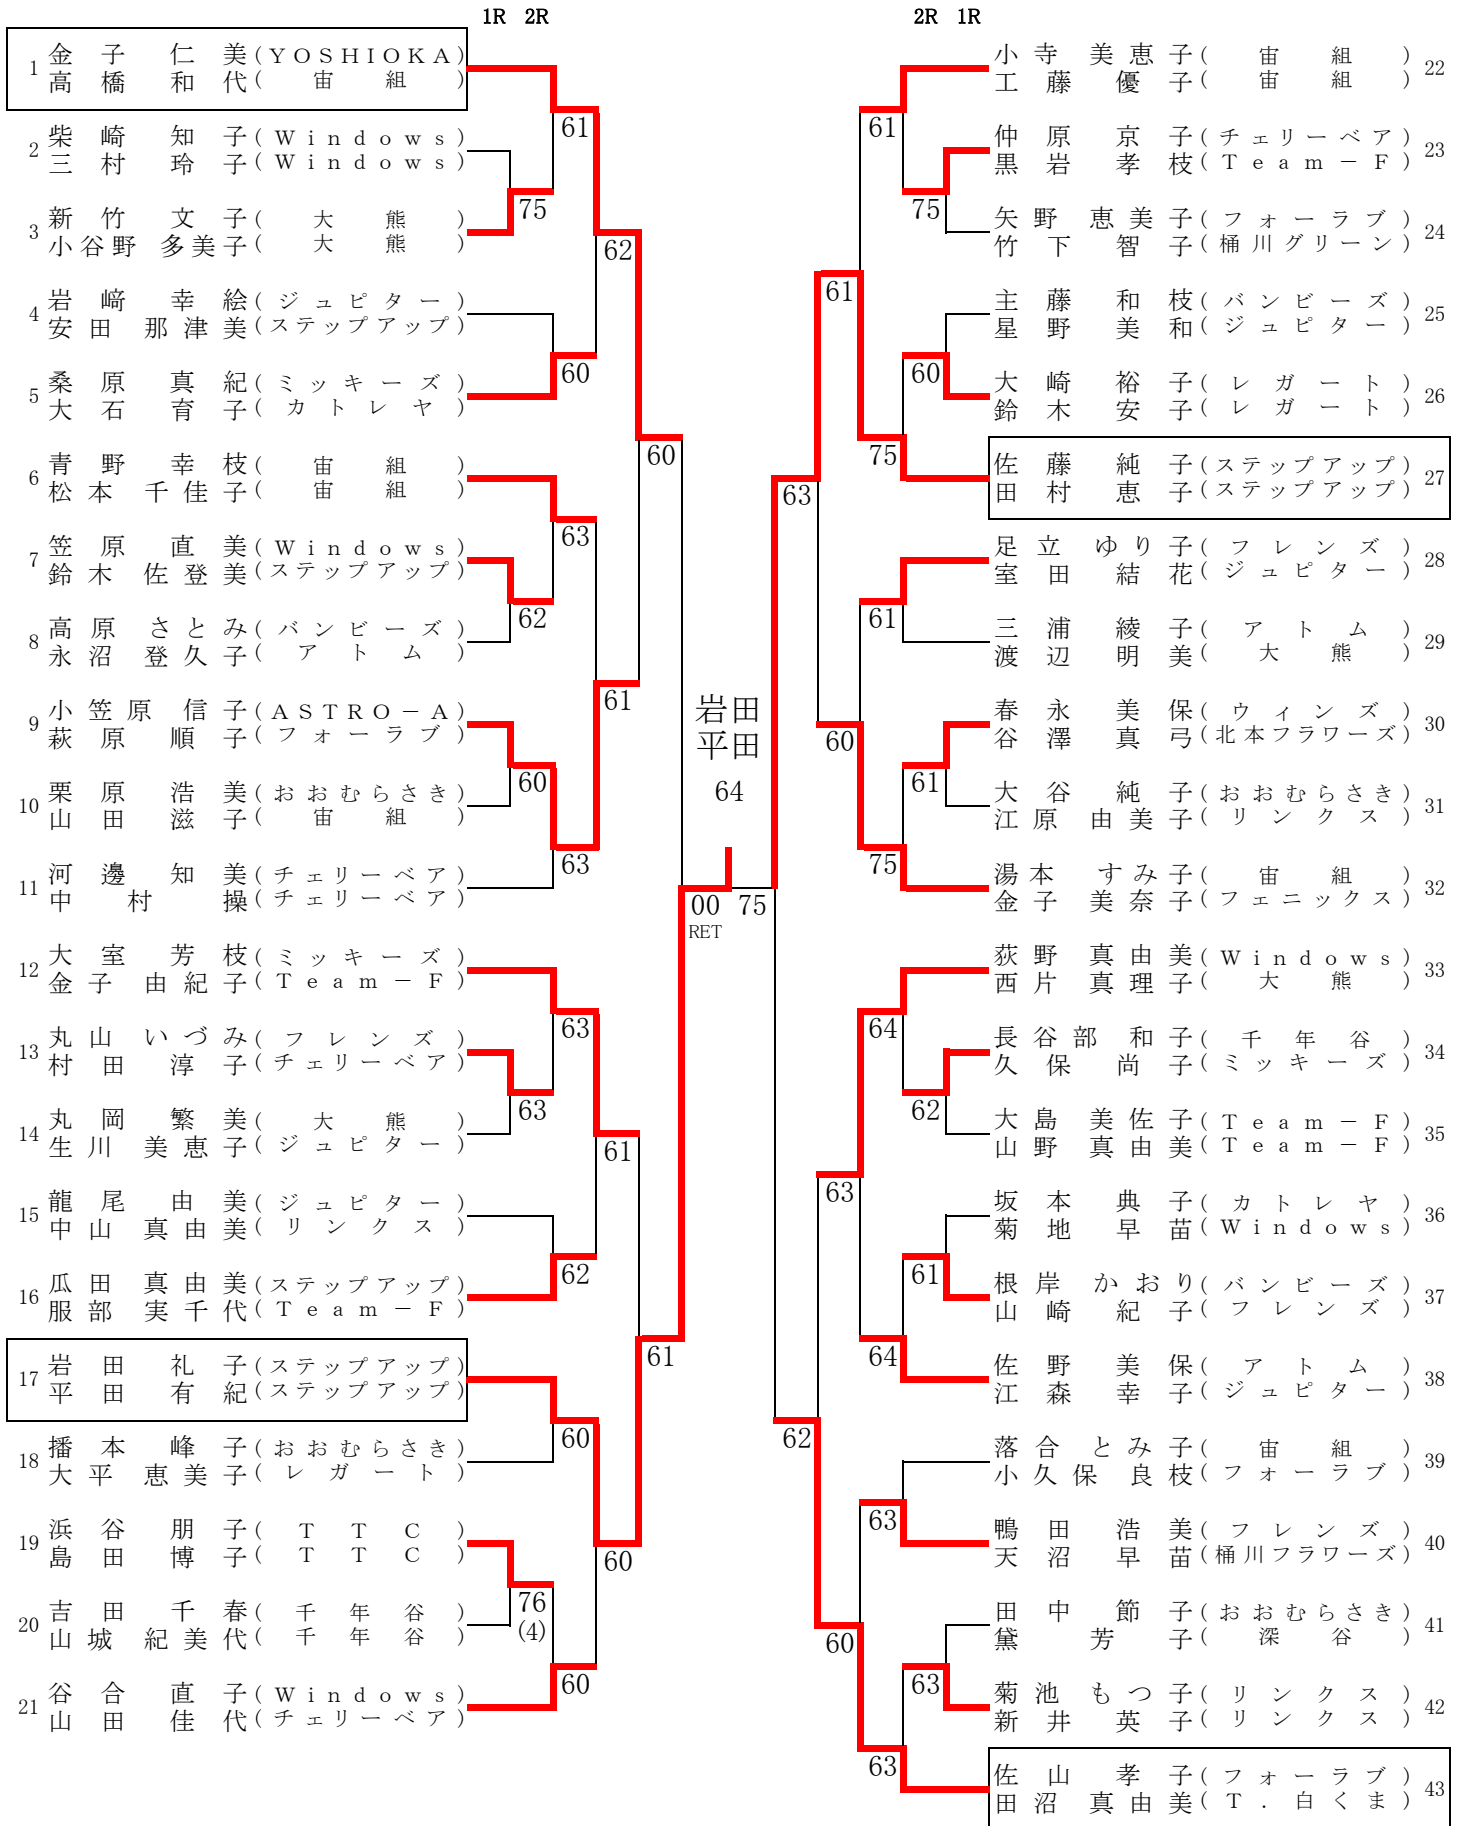 1R 2R
1 金子仁美(YOSHIOKA)
高橋和代(宙組)
61
2 柴崎知子(Windows)
三村玲子(Windows)
75
3 新竹文子(大熊)
小谷野多美子(大熊)
62
4 岩﨑幸絵(ジュピター)
安田那津美(ステップアップ)
60
5 桑原真紀(ミッキーズ)
大石育子(カトレヤ)
60
6 青野幸枝(宙組)
松本千佳子(宙組)
63
7 笠原直美(Windows)
鈴木佐登美(ステップアップ)
62
8 高原さとみ(バンビーズ)
永沼登久子(アトム)
61
9 小笠原信子(ASTRO－A)
萩原順子(フォーラブ)
60
10 栗原浩美(おおむらさき)
山田滋子(宙組)
63
11 河邊知美(チェリーベア)
中村操(チェリーベア)
12 大室芳枝(ミッキーズ)
金子由紀子(Team－F)
63
13 丸山いづみ(フレンズ)
村田淳子(チェリーベア)
63
14 丸岡繁美(大熊)
生川美恵子(ジュピター)
61
15 龍尾由美(ジュピター)
中山真由美(リンクス)
62
16 瓜田真由美(ステップアップ)
服部実千代(Team－F)
61
17 岩田礼子(ステップアップ)
平田有紀(ステップアップ)
60
18 播本峰子(おおむらさき)
大平恵美子(レガート)
19 浜谷朋子(TTC)
島田博子(TTC)
60
76
(4)
20 吉田千春(千年谷)
山城紀美代(千年谷)
60
21 谷合直子(Windows)
山田佳代(チェリーベア)
岩田
平田
64
00 75
RET
2R 1R
小寺美恵子(宙組) 22
工藤優子(宙組)
61
仲原京子(チェリーベア) 23
黒岩孝枝(Team－F)
75
矢野恵美子(フォーラブ) 24
竹下智子(桶川グリーン)
61
主藤和枝(バンビーズ) 25
星野美和(ジュピター)
60
大崎裕子(レガート) 26
鈴木安子(レガート)
75
佐藤純子(ステップアップ) 27
田村恵子(ステップアップ)
63
足立ゆり子(フレンズ) 28
室田結花(ジュピター)
61
三浦綾子(アトム) 29
渡辺明美(大熊)
春永美保(ウィンズ) 30
谷澤真弓(北本フラワーズ)
60
61
大谷純子(おおむらさき) 31
江原由美子(リンクス)
75
湯本すみ子(宙組) 32
金子美奈子(フェニックス)
荻野真由美(Windows) 33
西片真理子(大熊)
64
長谷部和子(千年谷) 34
久保尚子(ミッキーズ)
62
大島美佐子(Team－F) 35
山野真由美(Team－F)
63
坂本典子(カトレヤ) 36
菊地早苗(Windows)
61
根岸かおり(バンビーズ) 37
山崎紀子(フレンズ)
64
佐野美保(アトム) 38
江森幸子(ジュピター)
62
落合とみ子(宙組) 39
小久保良枝(フォーラブ)
63
鴨田浩美(フレンズ) 40
天沼早苗(桶川フラワーズ)
田中節子(おおむらさき) 41
黛芳子(深谷)
60
63
菊池もつ子(リンクス) 42
新井英子(リンクス)
63
佐山孝子(フォーラブ) 43
田沼真由美(T．白くま)